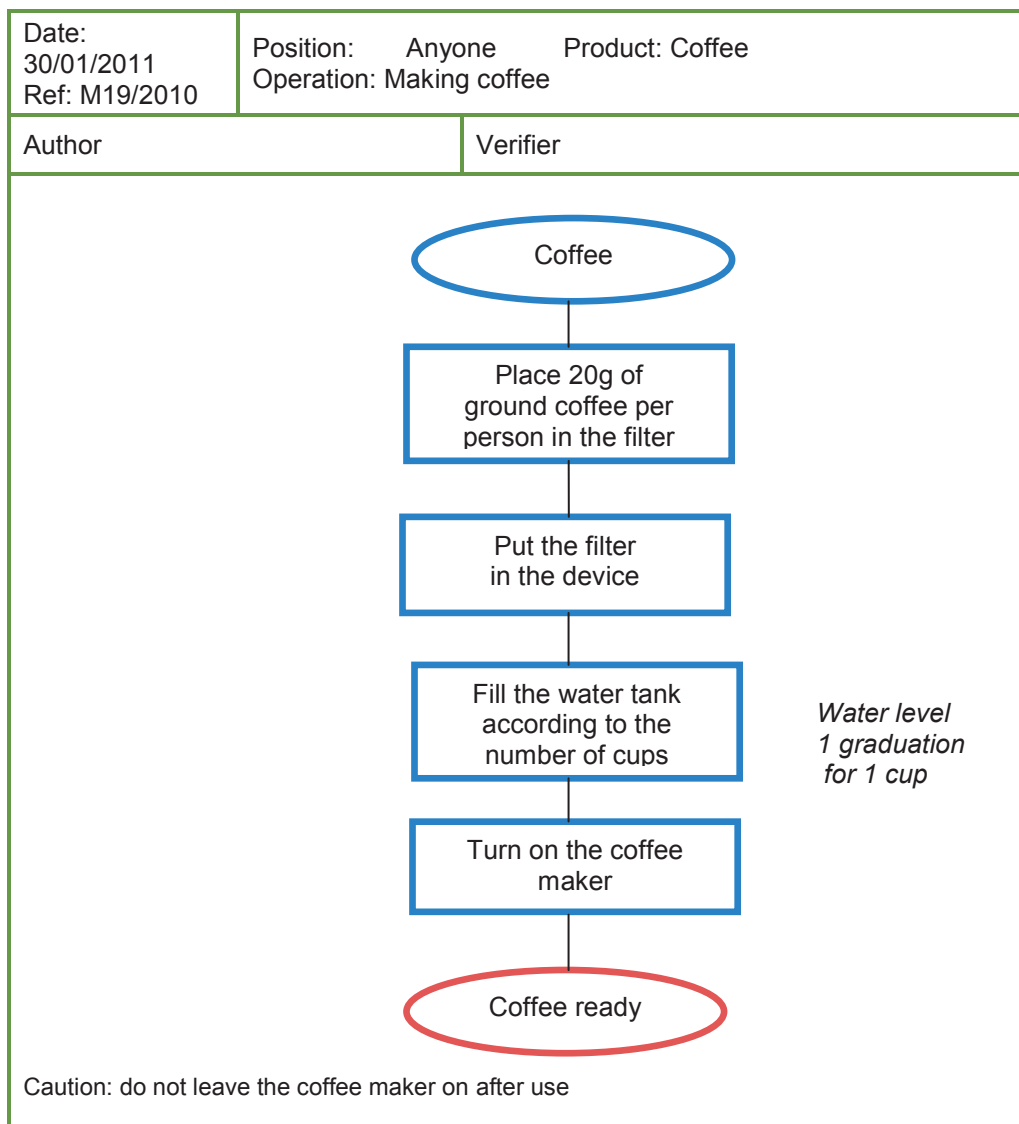 Date:
30/01/2011
Ref: M19/2010
Position: Anyone Product: Coffee
Operation: Making coffee
Author
Verifier
Coffee
Place 20g of
ground coffee per
person in the filter
Put the filter
in the device
Fill the water tank
according to the
number of cups
Water level
1 graduation
for 1 cup
Turn on the coffee
maker
Coffee ready
Caution: do not leave the coffee maker on after use